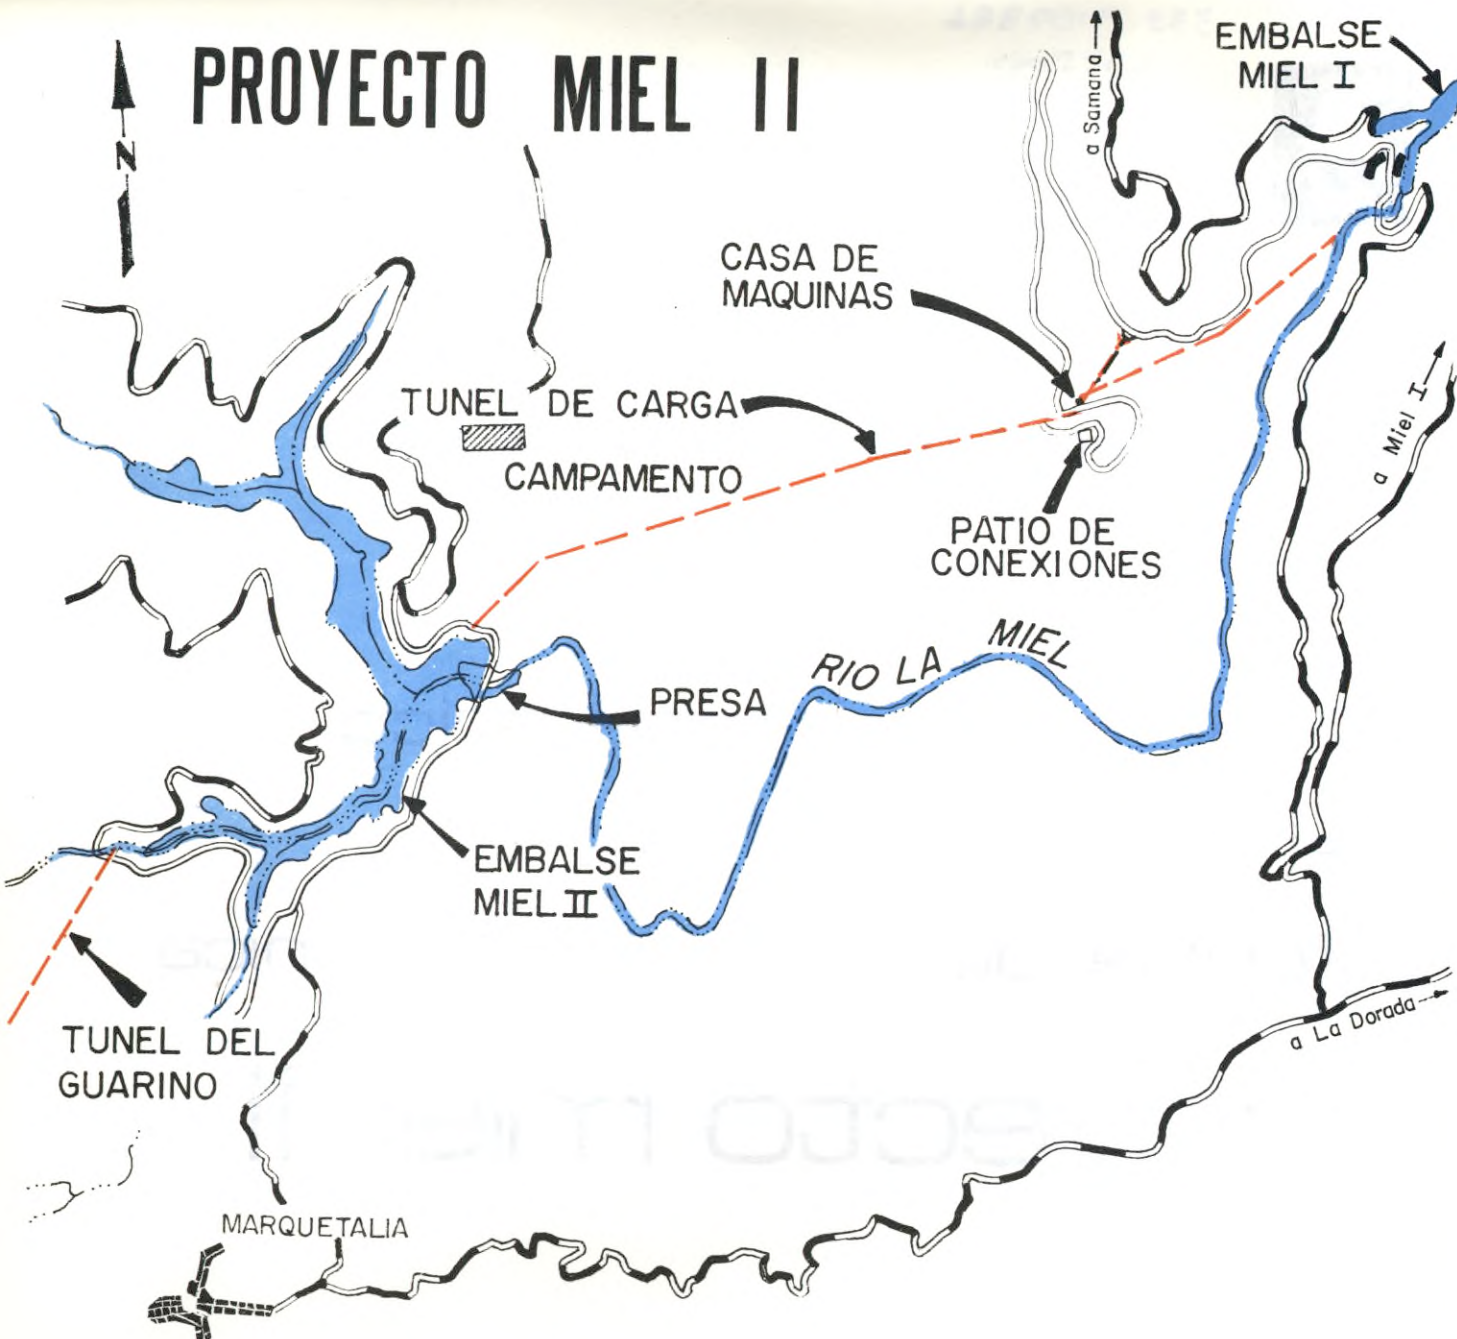 PROYECTO MIEL II
N
a Samana
EMBALSE
MIEL I
CASA DE
MAQUINAS
TUNEL DE CARGA
CAMPAMENTO
PATIO DE
CONEXIONES
a Miel I
RIO LA MIEL
PRESA
EMBALSE
MIEL II
TUNEL DEL
GUARINO
a La Dorada
MARQUETALIA